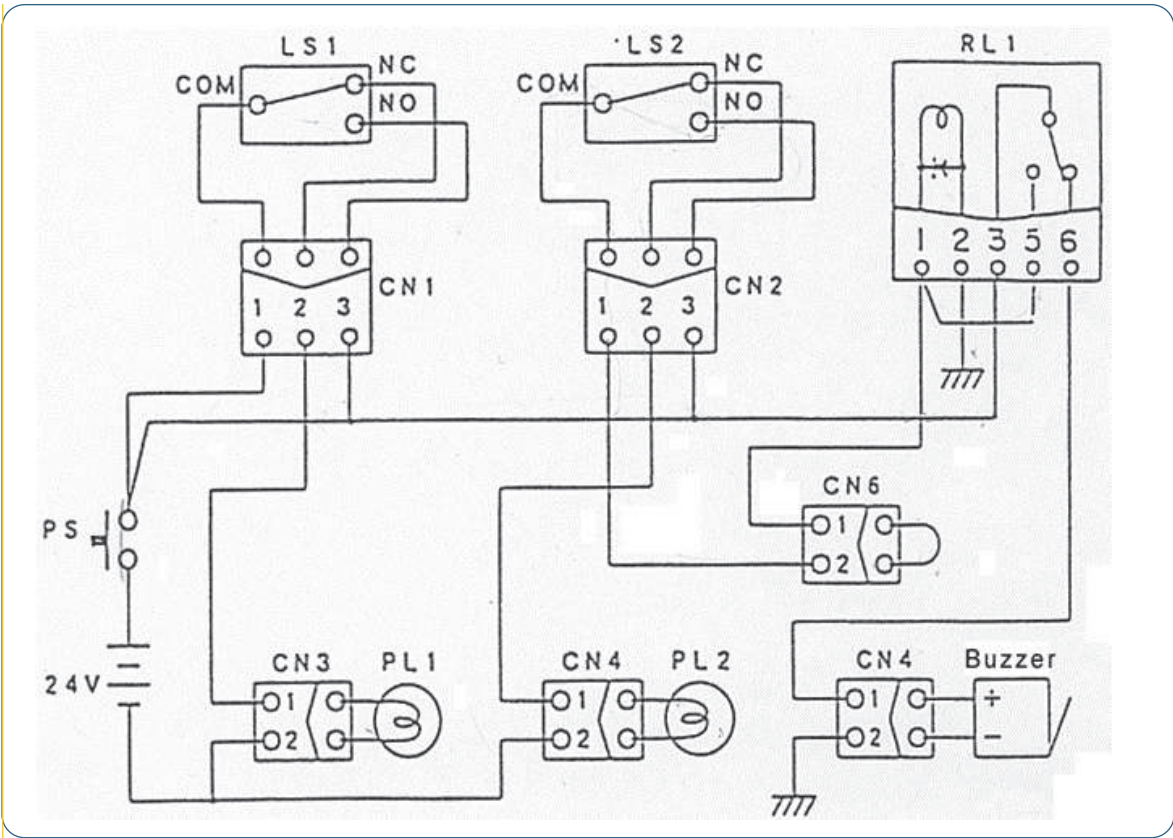 LS1
LS2
RL1
COM
NC
NO
COM
NC
NO
1 2 3 5 6
1 2 3
CN1
1 2 3
CN2
CN6
1
2
PS
24V
CN3
PL1
1
2
CN4
PL2
1
2
CN4
Buzzer
1
2
+
−